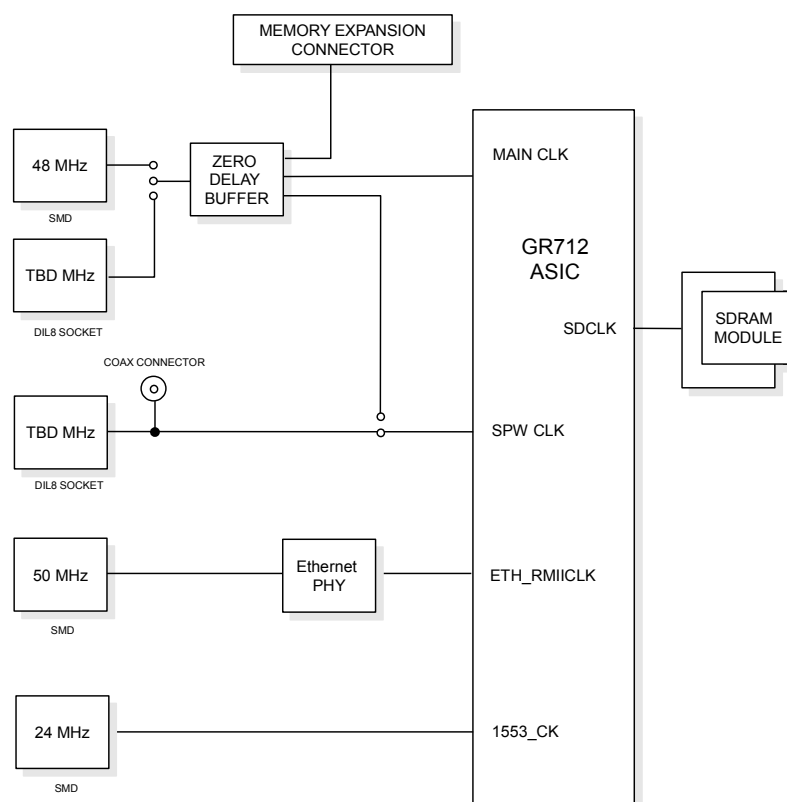 MEMORY EXPANSION
CONNECTOR
48 MHz
SMD
ZERO
DELAY
BUFFER
MAIN CLK
GR712
ASIC
TBD MHz
DIL8 SOCKET
SDCLK
SDRAM
MODULE
COAX CONNECTOR
TBD MHz
DIL8 SOCKET
SPW CLK
50 MHz
SMD
Ethernet
PHY
ETH_RMIICLK
24 MHz
SMD
1553_CK